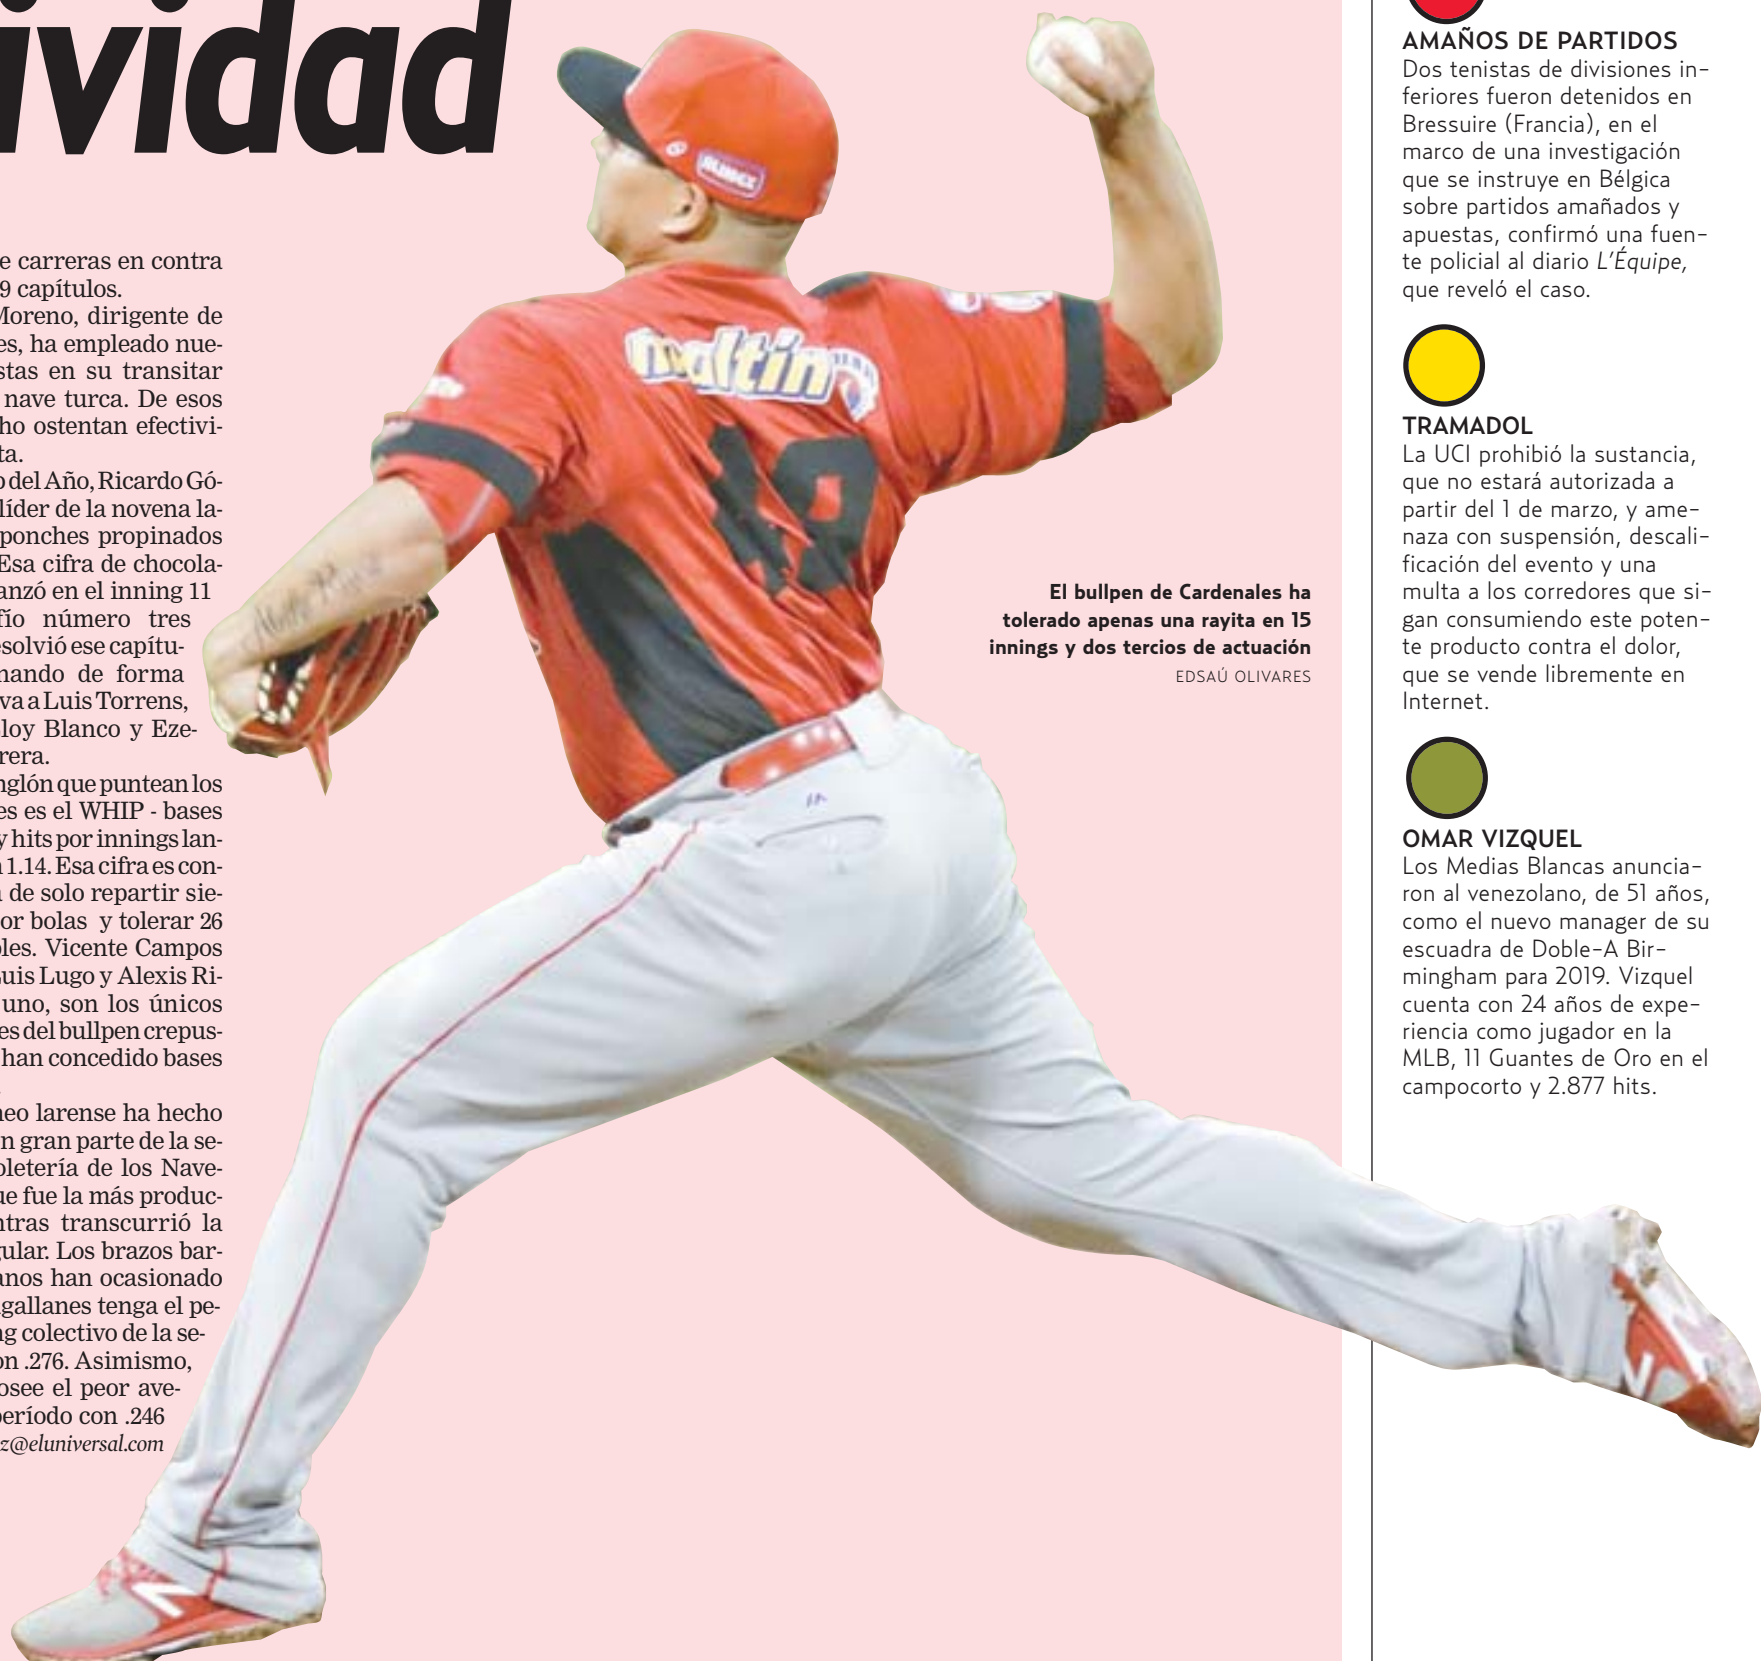 ividad
e carreras en contra
9 capítulos.
Moreno, dirigente de
es, ha empleado nue-
stas en su transitar
nave turca. De esos
ho ostentan efectivi-
ta.
o del Año, Ricardo Gó-
líder de la novena la-
ponches propinados
Esa cifra de chocola-
anzó en el inning 11
fío número tres
esolvió ese capítu-
nando de forma
va a Luis Torrens,
loy Blanco y Eze-
rera.
nglón que puntean los
es es el WHIP - bases
y hits por innings lan-
n 1.14. Esa cifra es con-
a de solo repartir sie-
or bolas y tolerar 26
bles. Vicente Campos
Luis Lugo y Alexis Ri-
uno, son los únicos
es del bullpen crepus-
han concedido bases
.
neo larense ha hecho
n gran parte de la se-
oletería de los Nave-
ue fue la más produc-
ntras transcurrió la
gular. Los brazos bar-
anos han ocasionado
gallanes tenga el pe-
ng colectivo de la se-
on .276. Asimismo,
osee el peor ave-
período con .246
z@eluniversal.com
maltín
19
El bullpen de Cardenales ha
tolerado apenas una rayita en 15
innings y dos tercios de actuación
EDSAÚ OLIVARES
AMAÑOS DE PARTIDOS
Dos tenistas de divisiones in-
feriores fueron detenidos en
Bressuire (Francia), en el
marco de una investigación
que se instruye en Bélgica
sobre partidos amañados y
apuestas, confirmó una fuen-
te policial al diario L'Équipe,
que reveló el caso.
TRAMADOL
La UCI prohibió la sustancia,
que no estará autorizada a
partir del 1 de marzo, y ame-
naza con suspensión, descali-
ficación del evento y una
multa a los corredores que si-
gan consumiendo este poten-
te producto contra el dolor,
que se vende libremente en
Internet.
OMAR VIZQUEL
Los Medias Blancas anuncia-
ron al venezolano, de 51 años,
como el nuevo manager de su
escuadra de Doble-A Bir-
mingham para 2019. Vizquel
cuenta con 24 años de expe-
riencia como jugador en la
MLB, 11 Guantes de Oro en el
campocorto y 2.877 hits.